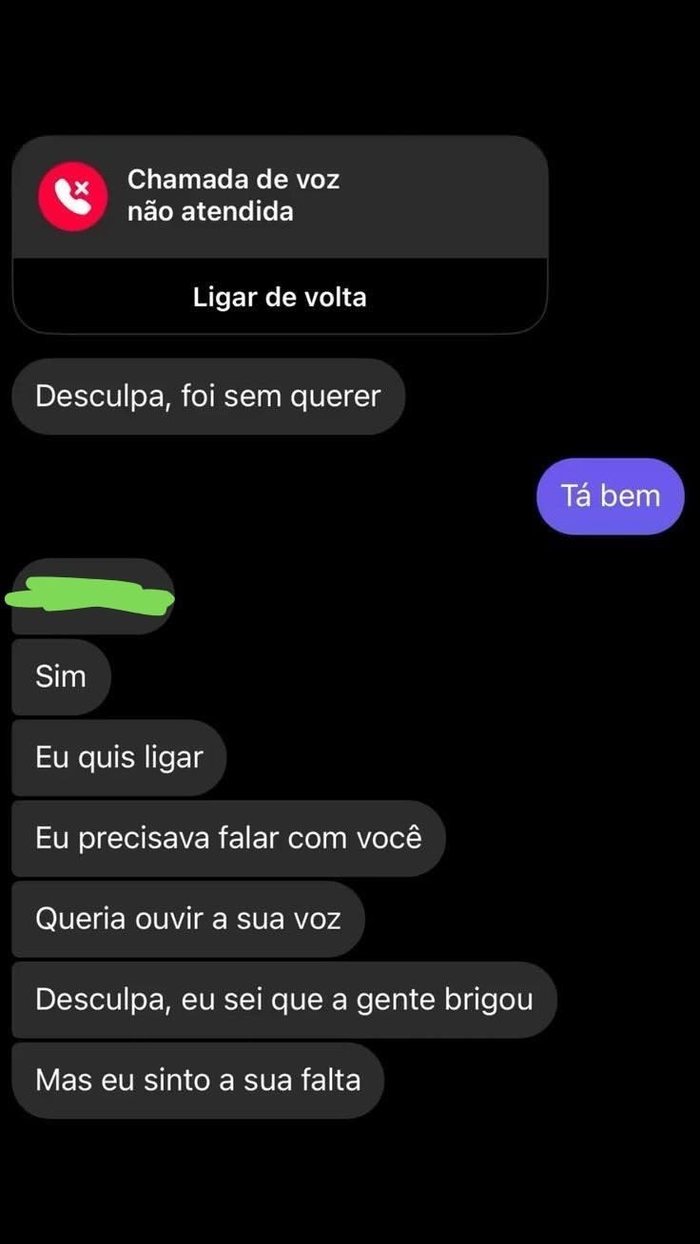 Chamada de voz
não atendida
Ligar de volta
Desculpa, foi sem querer
Tá bem
Sim
Eu quis ligar
Eu precisava falar com você
Queria ouvir a sua voz
Desculpa, eu sei que a gente brigou
Mas eu sinto a sua falta